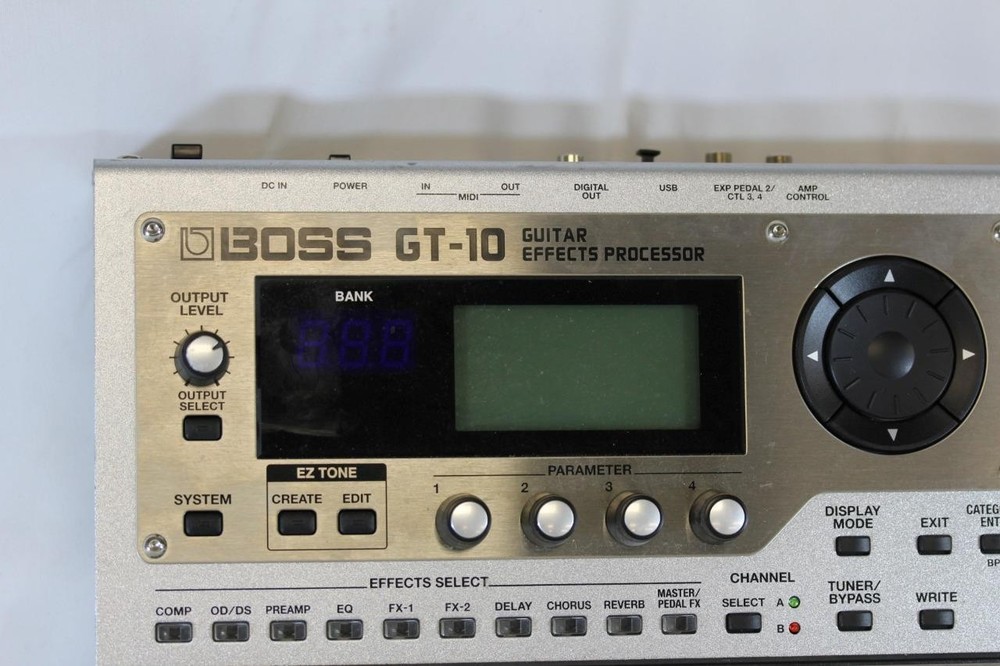 DC IN POWER IN OUT DIGITAL USB EXP PEDAL 2/ AMP
MIDI OUT CTL 3, 4 CONTROL
BOSS GT-10 GUITAR
EFFECTS PROCESSOR
OUTPUT
LEVEL
BANK
OUTPUT
SELECT
EZ TONE
PARAMETER
SYSTEM CREATE EDIT 1 2 3 4
DISPLAY
MODE
EXIT
EFFECTS SELECT
COMP OD/DS PREAMP EQ FX-1 FX-2 DELAY CHORUS REVERB MASTER/
PEDAL FX
CHANNEL
SELECT A
B
TUNER/
BYPASS
WRITE